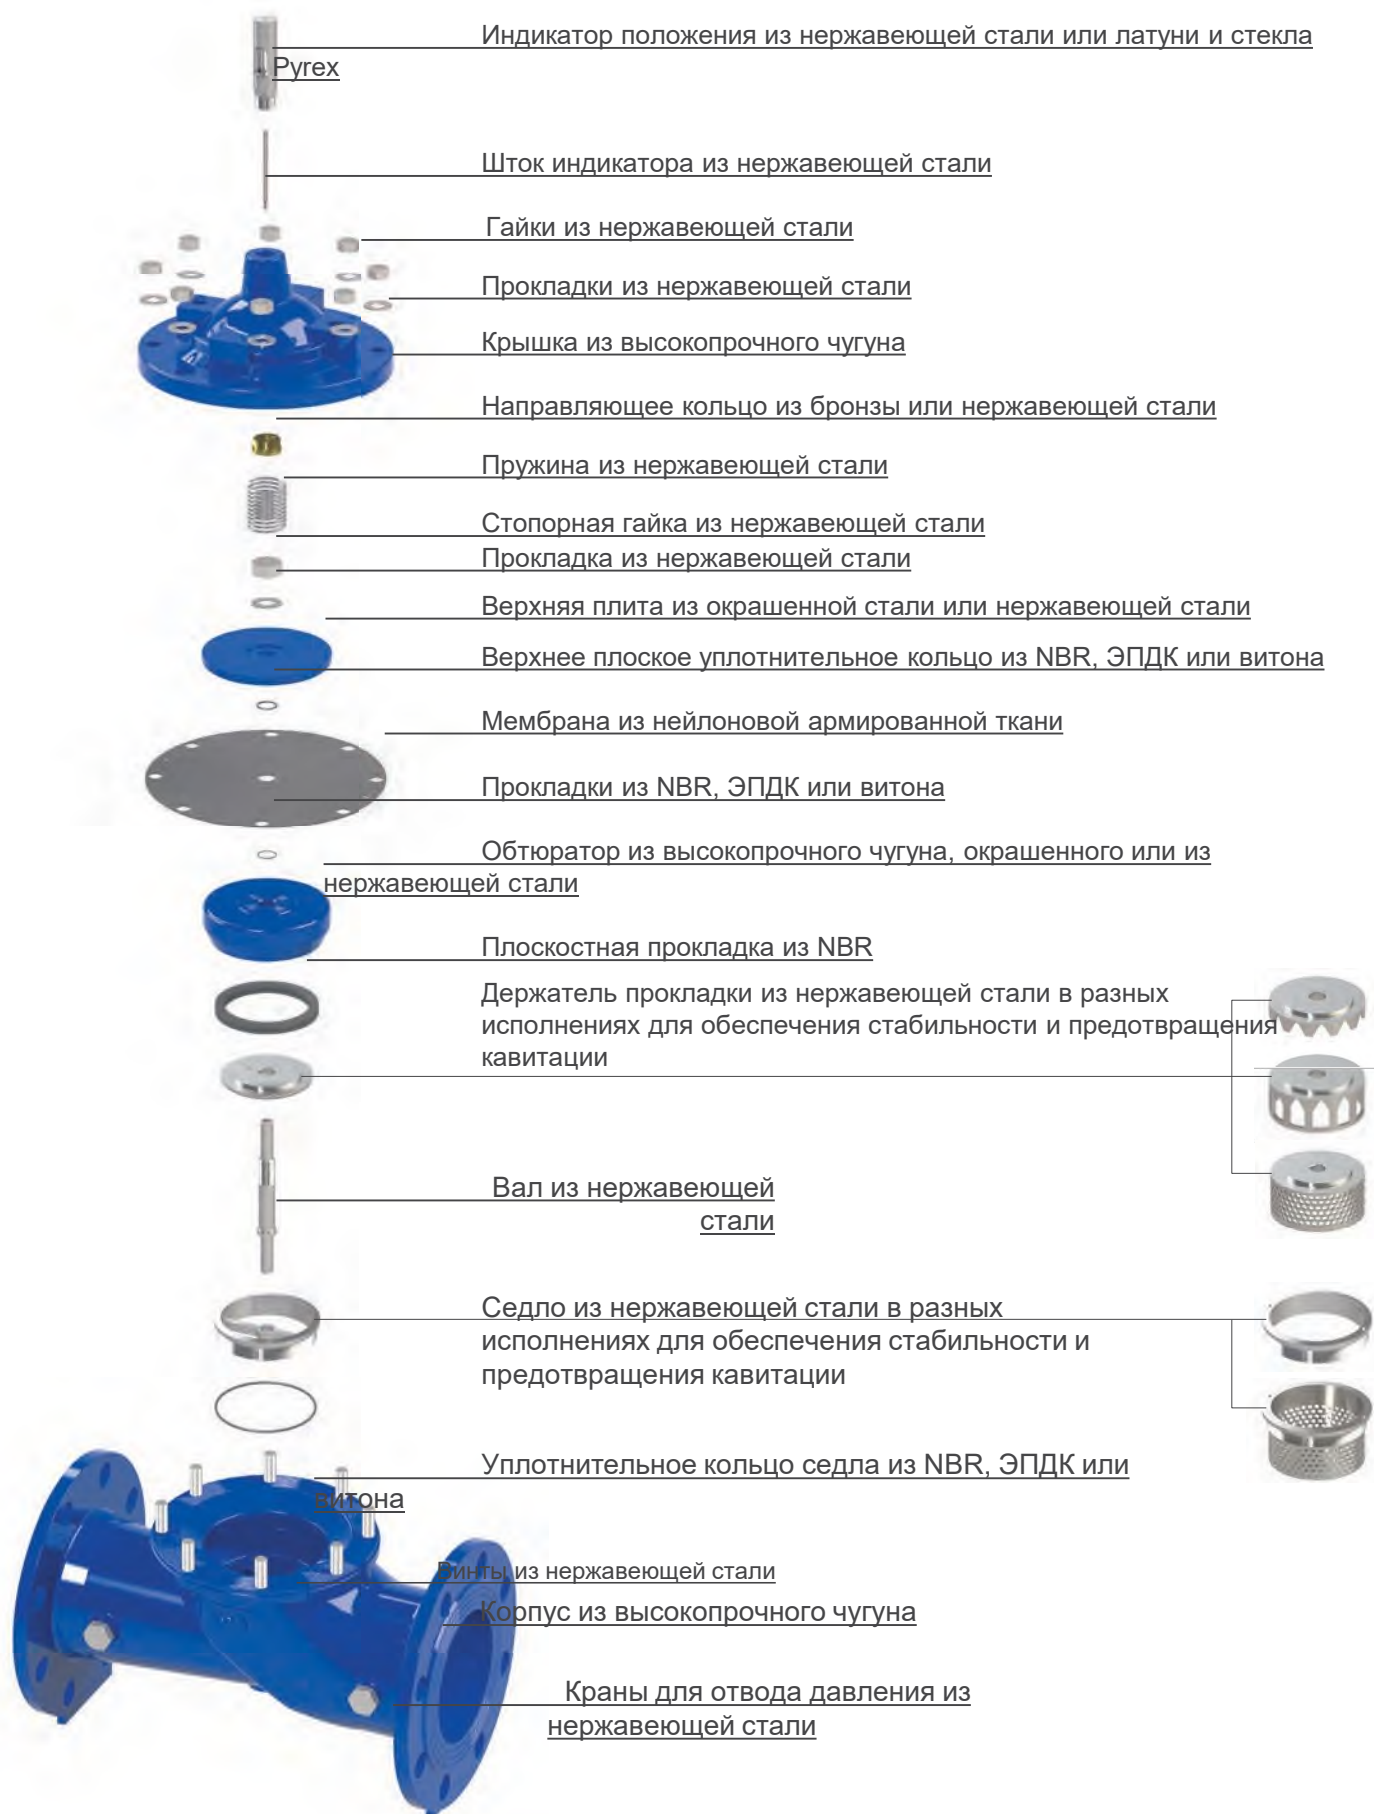 Индикатор положения из нержавеющей стали или латуни и стекла
Pyrex
Шток индикатора из нержавеющей стали
Гайки из нержавеющей стали
Прокладки из нержавеющей стали
Крышка из высокопрочного чугуна
Направляющее кольцо из бронзы или нержавеющей стали
Пружина из нержавеющей стали
Стопорная гайка из нержавеющей стали
Прокладка из нержавеющей стали
Верхняя плита из окрашенной стали или нержавеющей стали
Верхнее плоское уплотнительное кольцо из NBR, ЭПДК или витона
Мембрана из нейлоновой армированной ткани
Прокладки из NBR, ЭПДК или витона
Обтюратор из высокопрочного чугуна, окрашенного или из
нержавеющей стали
Плоскостная прокладка из NBR
Держатель прокладки из нержавеющей стали в разных
исполнениях для обеспечения стабильности и предотвращения
кавитации
Вал из нержавеющей
стали
Седло из нержавеющей стали в разных
исполнениях для обеспечения стабильности и
предотвращения кавитации
Уплотнительное кольцо седла из NBR, ЭПДК или
витона
Винты из нержавеющей стали
Корпус из высокопрочного чугуна
Краны для отвода давления из
нержавеющей стали